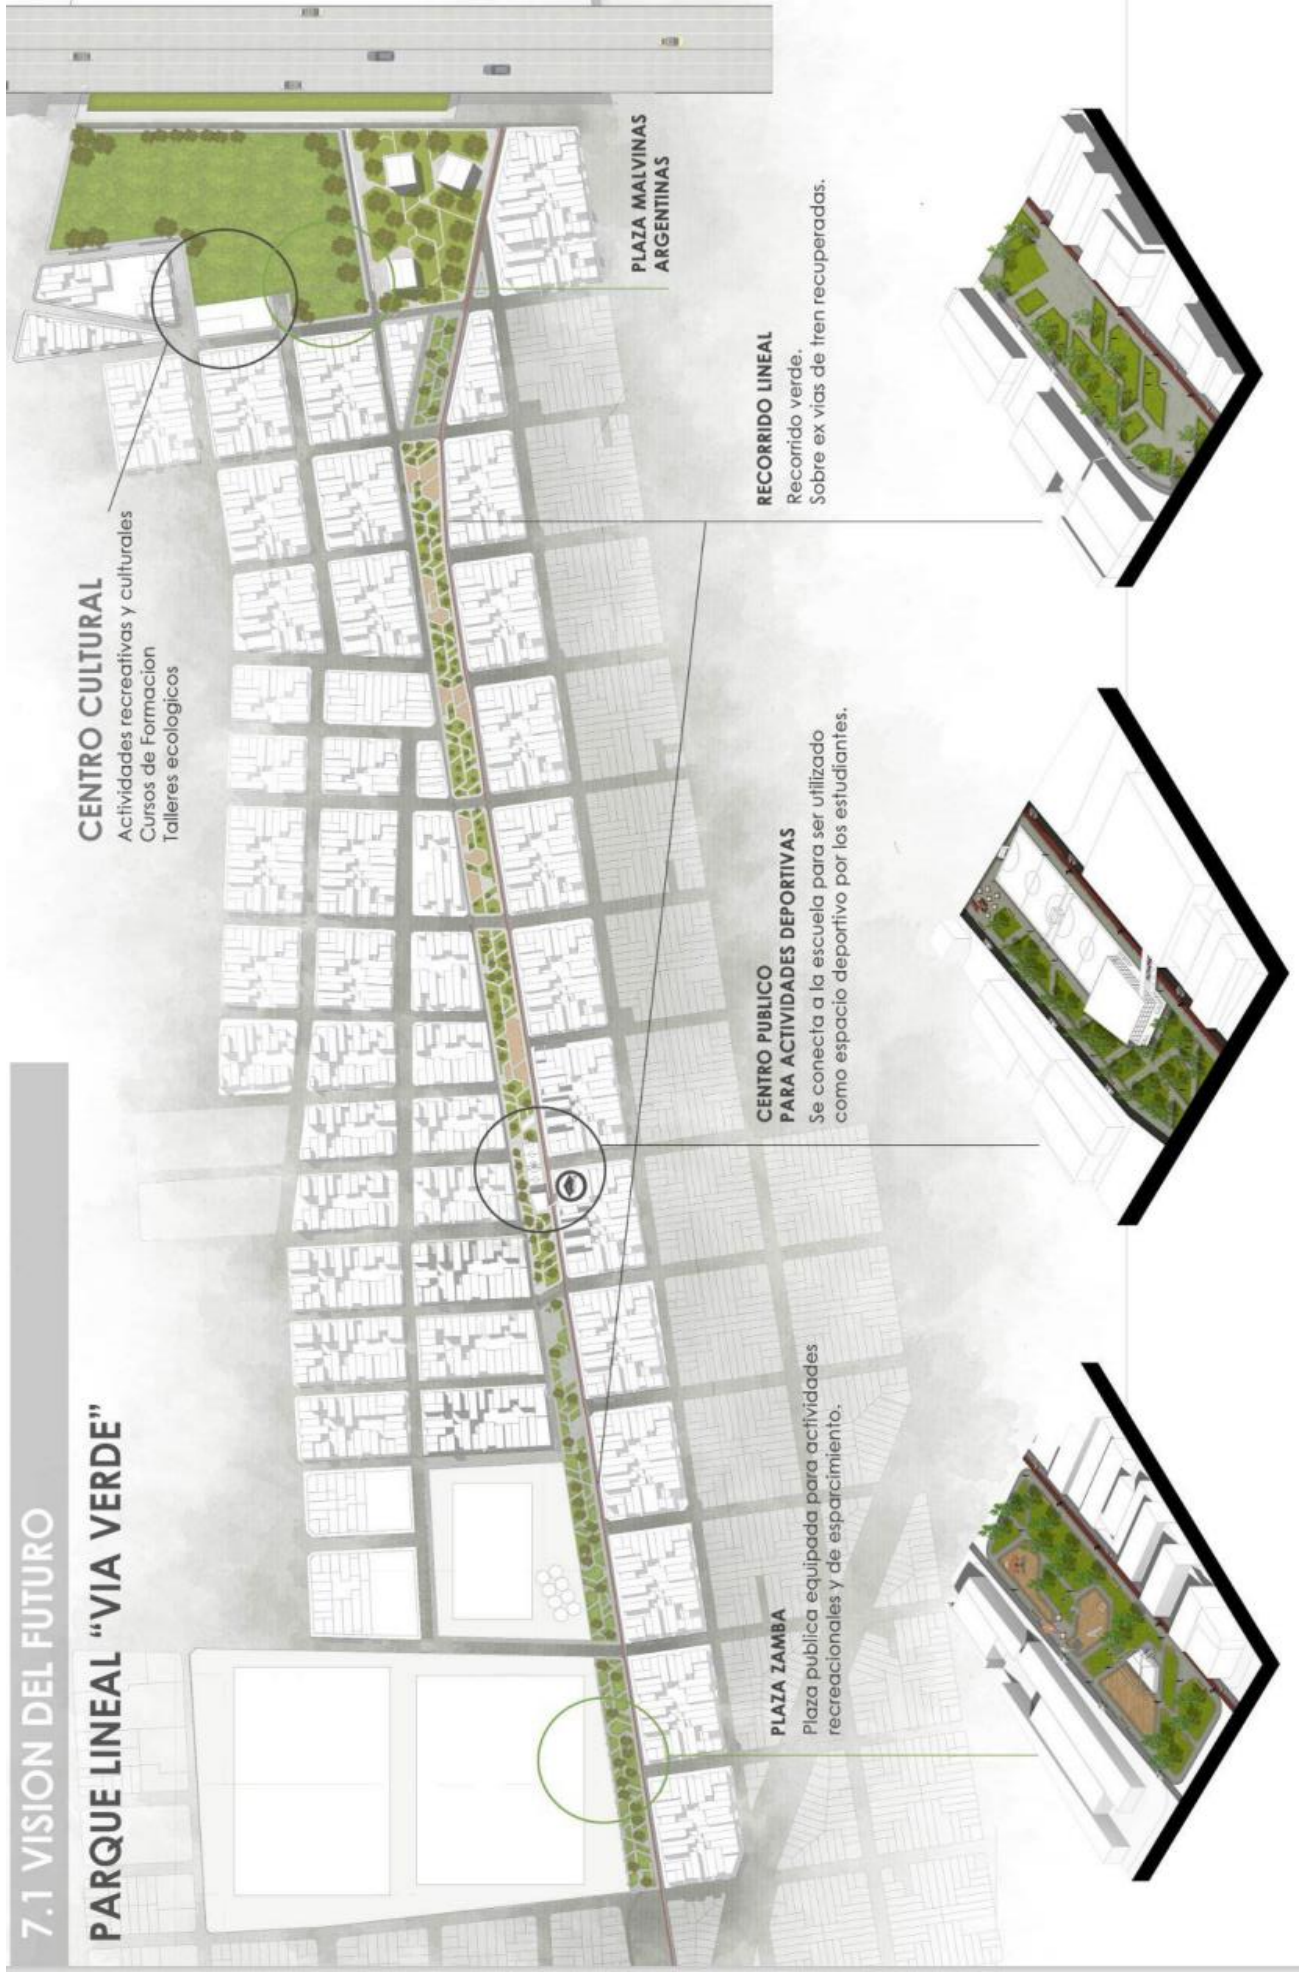 7.1 VISION DEL FUTURO
PARQUE LINEAL “VIA VERDE”
CENTRO CULTURAL
Actividades recreativas y culturales
Cursos de Formacion
Talleres ecologicos
PLAZA MALVINAS
ARGENTINAS
PLAZA ZAMBA
Plaza publica equipada para actividades
recreacionales y de esparcimiento.
CENTRO PUBLICO
PARA ACTIVIDADES DEPORTIVAS
Se conecta a la escuela para ser utilizado
como espacio deportivo por los estudiantes.
RECORRIDO LINEAL
Recorrido verde.
Sobre ex vias de tren recuperadas.